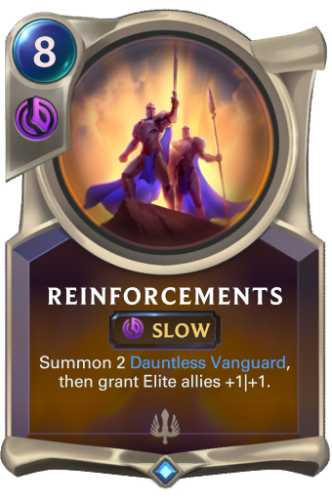 8
REINFORCEMENTS
SLOW
Summon 2 Dauntless Vanguard,
then grant Elite allies +1|+1.